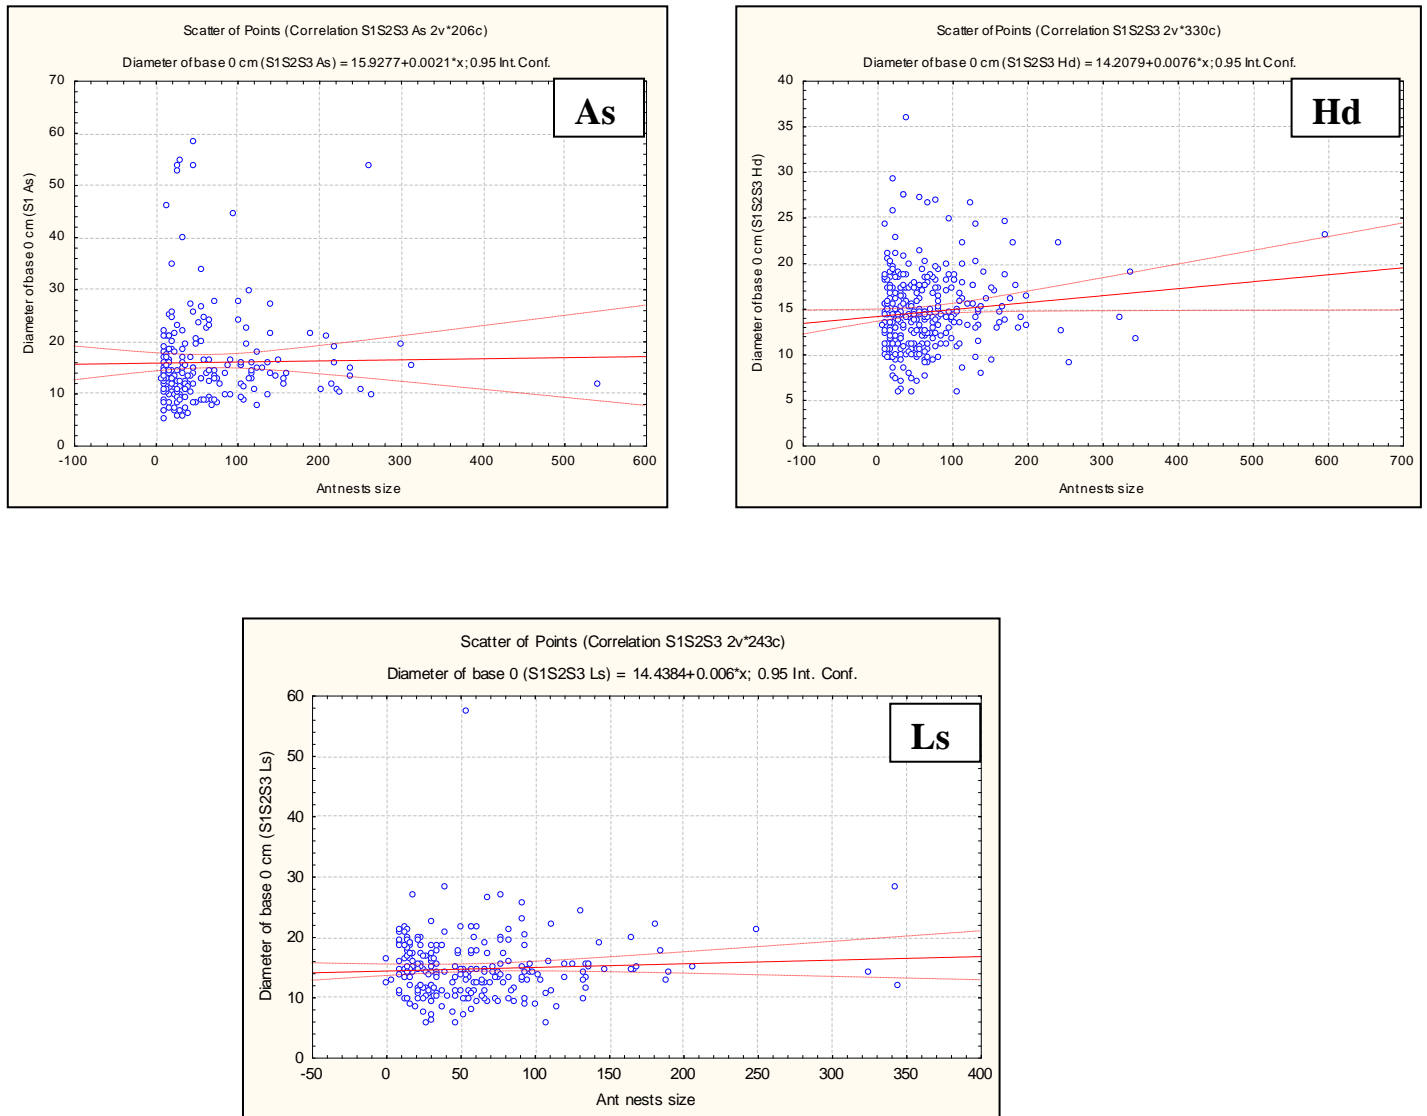 Scatter of Points (Correlation S1S2S3 As 2v*206c)
Diameter of base 0 cm (S1S2S3 As) = 15.9277+0.0021*x; 0.95 Int. Conf.
As
Diameter of base 0 cm (S1 As)
70
60
50
40
30
20
10
0
-100 0 100 200 300 400 500 600
Ant nests size
Scatter of Points (Correlation S1S2S3 2v*330c)
Diameter of base 0 cm (S1S2S3 Hd) = 14.2079+0.0076*x; 0.95 Int. Conf.
Hd
Diameter of base 0 cm (S1S2S3 Hd)
40
35
30
25
20
15
10
5
0
-100 0 100 200 300 400 500 600 700
Ant nests size
Scatter of Points (Correlation S1S2S3 2v*243c)
Diameter of base 0 (S1S2S3 Ls) = 14.4384+0.006*x; 0.95 Int. Conf.
Ls
Diameter of base 0 cm (S1S2S3 Ls)
60
50
40
30
20
10
0
-50 0 50 100 150 200 250 300 350 400
Ant nests size